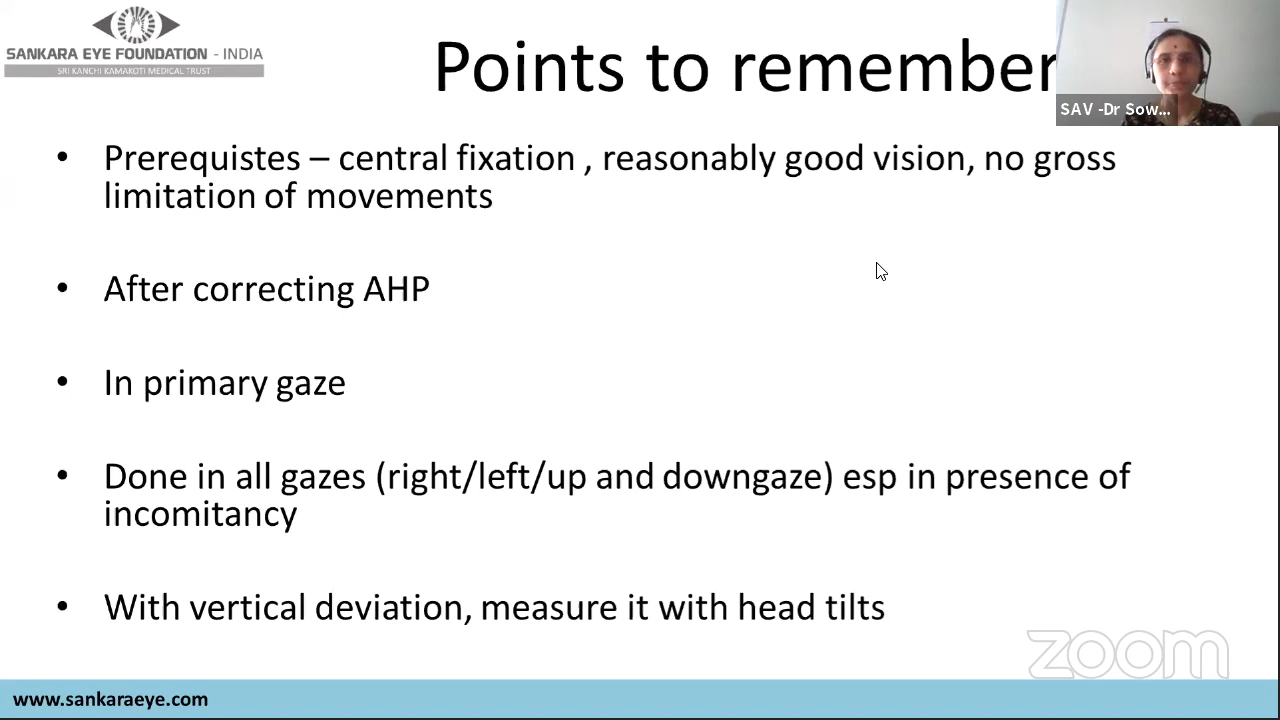 SANKARA EYE FOUNDATION - INDIA
SRI KANCHI KAMAKOTI MEDICAL TRUST
Points to remember
SAV -Dr Sow...
• Prerequistes – central fixation , reasonably good vision, no gross
limitation of movements
• After correcting AHP
• In primary gaze
• Done in all gazes (right/left/up and downgaze) esp in presence of
incomitancy
• With vertical deviation, measure it with head tilts
zoom
www.sankaraeye.com